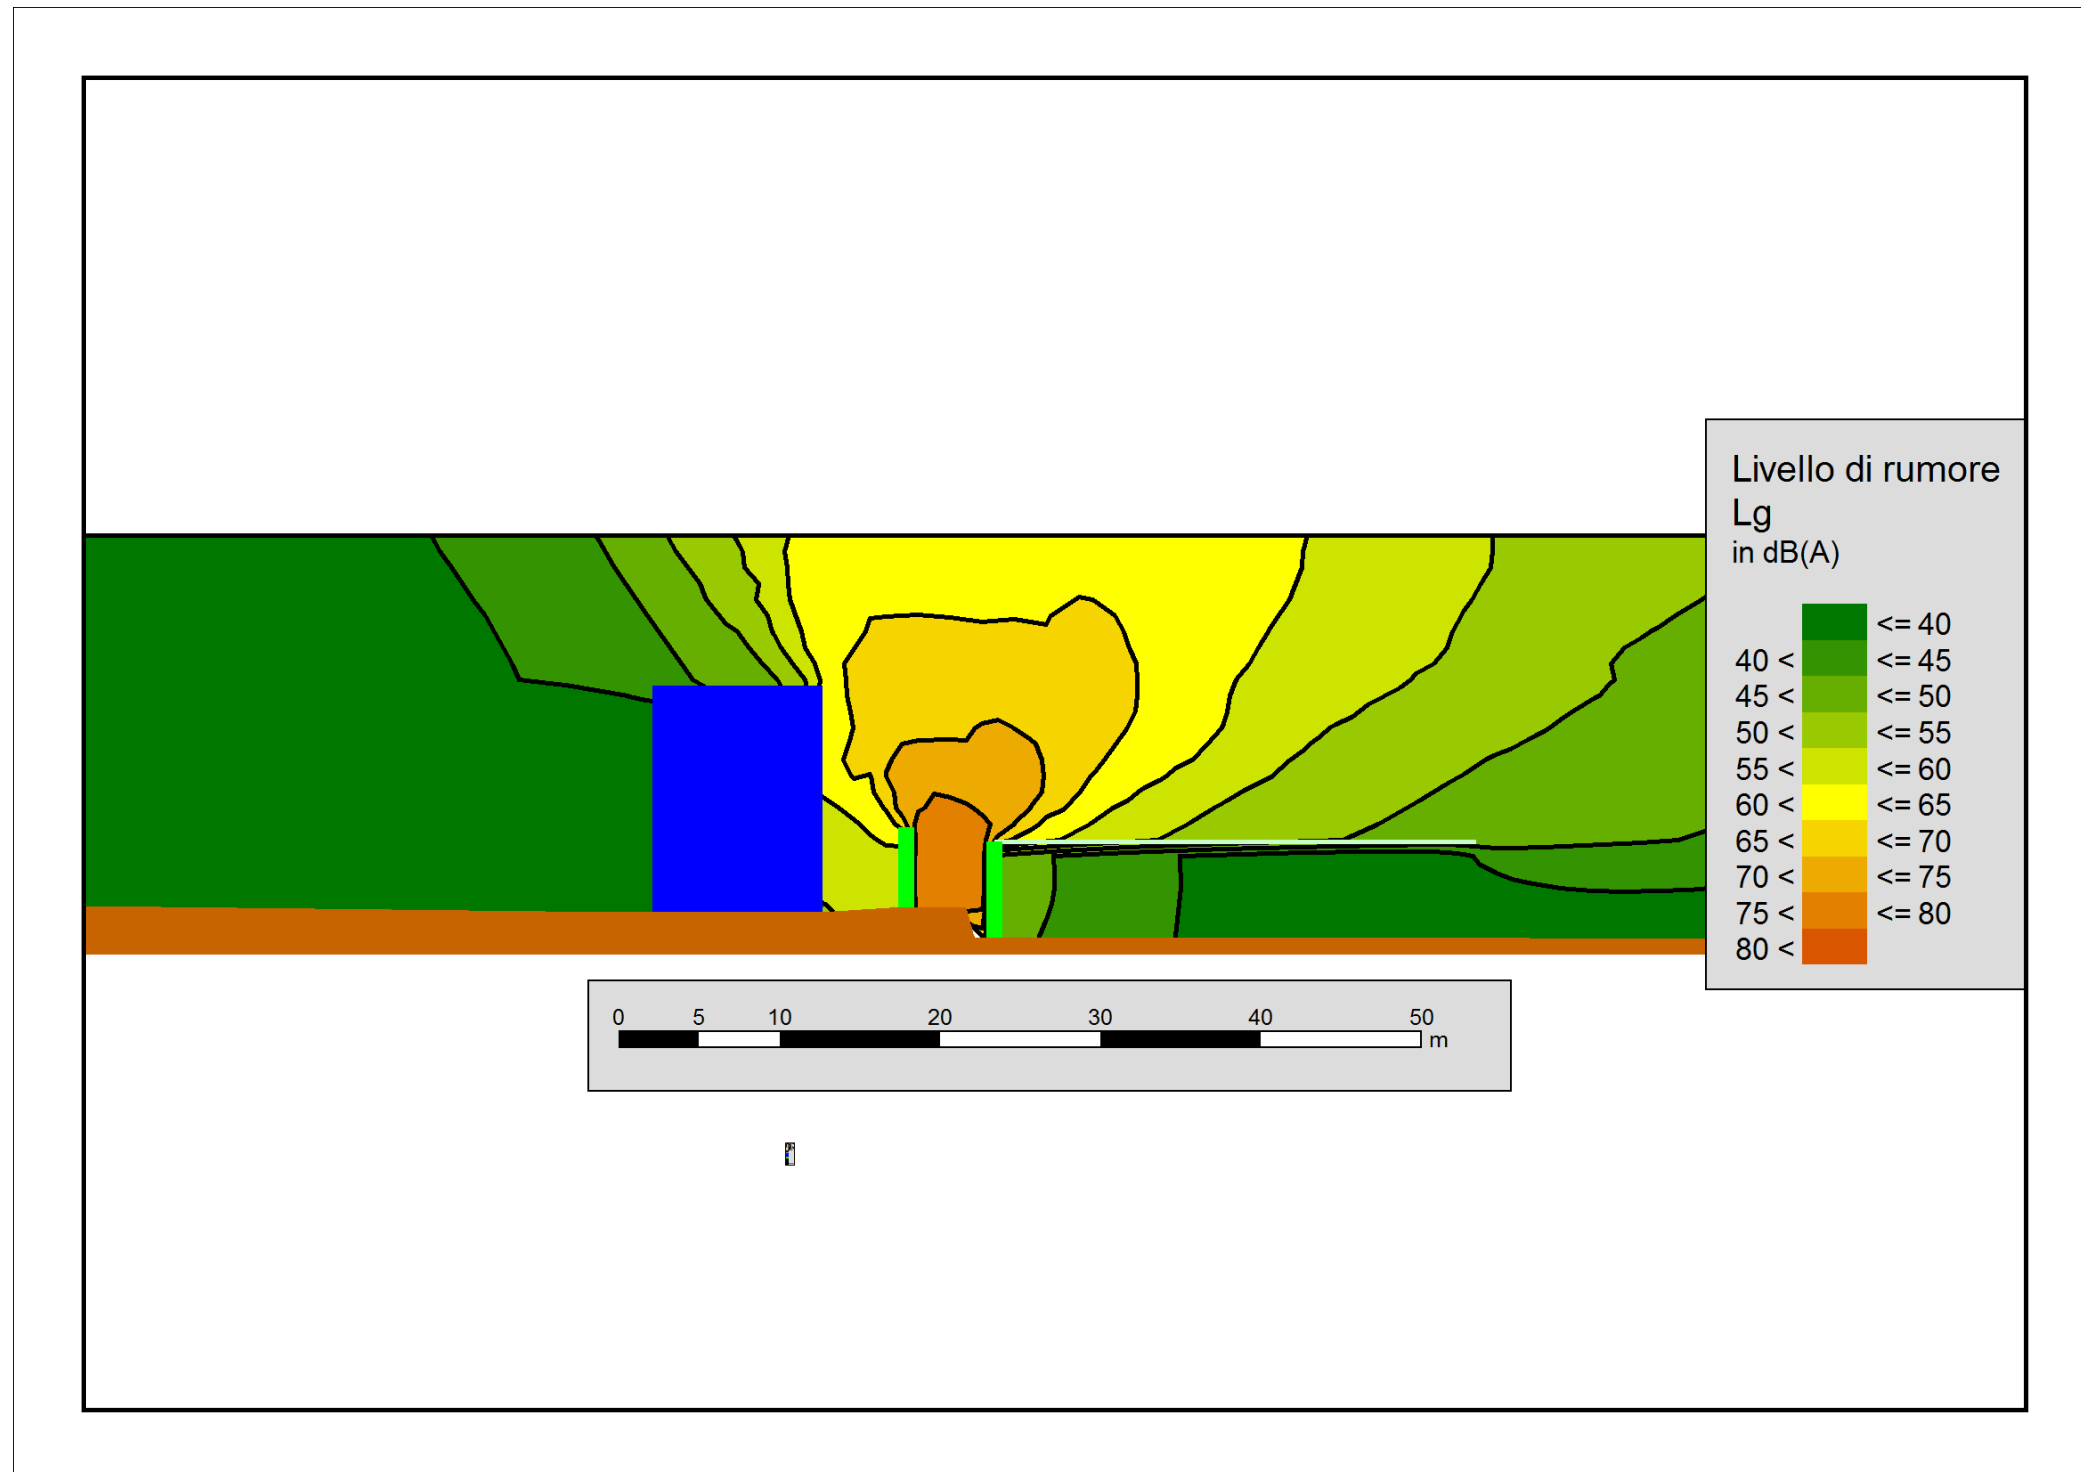 Livello di rumore
Lg
in dB(A)
<= 40
40 < <= 45
45 < <= 50
50 < <= 55
55 < <= 60
60 < <= 65
65 < <= 70
70 < <= 75
75 < <= 80
80 <
0 5 10 20 30 40 50
m